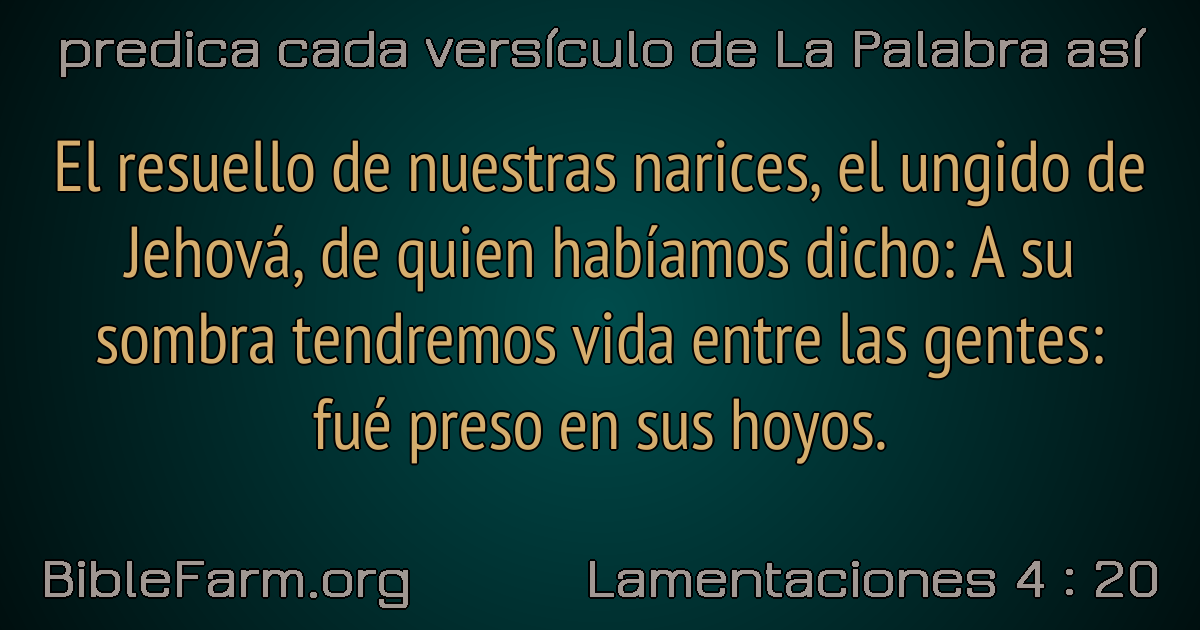 predica cada versículo de La Palabra así
El resuello de nuestras narices, el ungido de
Jehová, de quien habíamos dicho: A su
sombra tendremos vida entre las gentes:
fué preso en sus hoyos.
BibleFarm.org
Lamentaciones 4 : 20